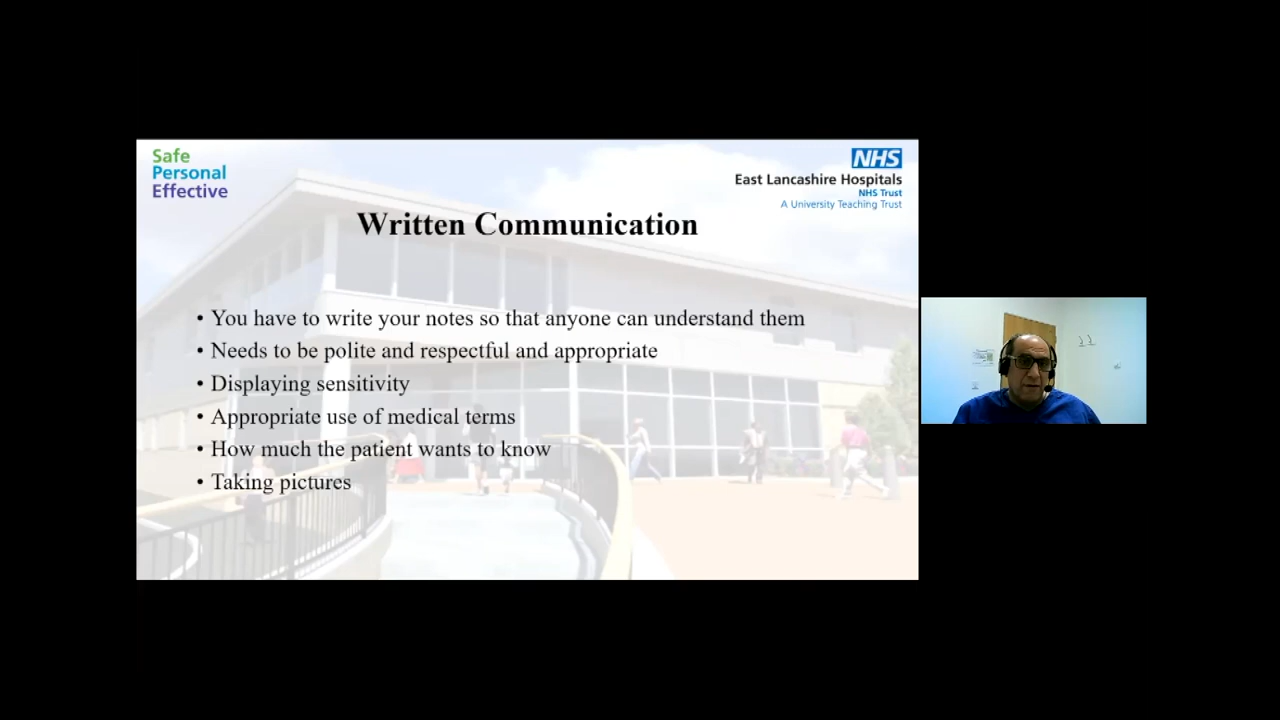 Safe
Personal
Effective
NHS
East Lancashire Hospitals
NHS Trust
A University Teaching Trust
Written Communication
• You have to write your notes so that anyone can understand them
• Needs to be polite and respectful and appropriate
• Displaying sensitivity
• Appropriate use of medical terms
• How much the patient wants to know
• Taking pictures